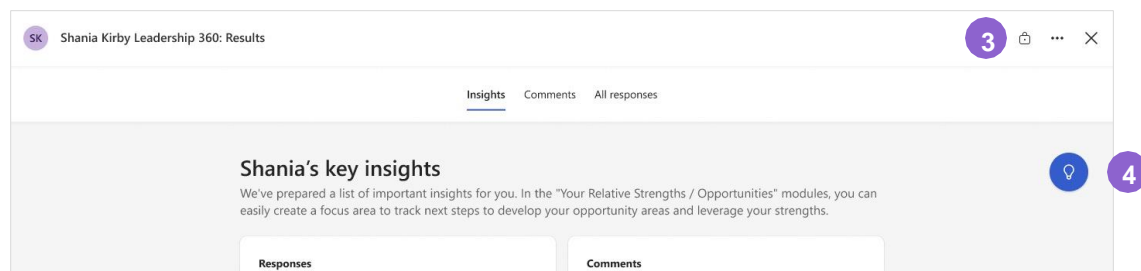 SK Shania Kirby Leadership 360: Results 3
Insights Comments All responses
Shania's key insights
We've prepared a list of important insights for you. In the "Your Relative Strengths / Opportunities" modules, you can
easily create a focus area to track next steps to develop your opportunity areas and leverage your strengths.
4
Responses Comments